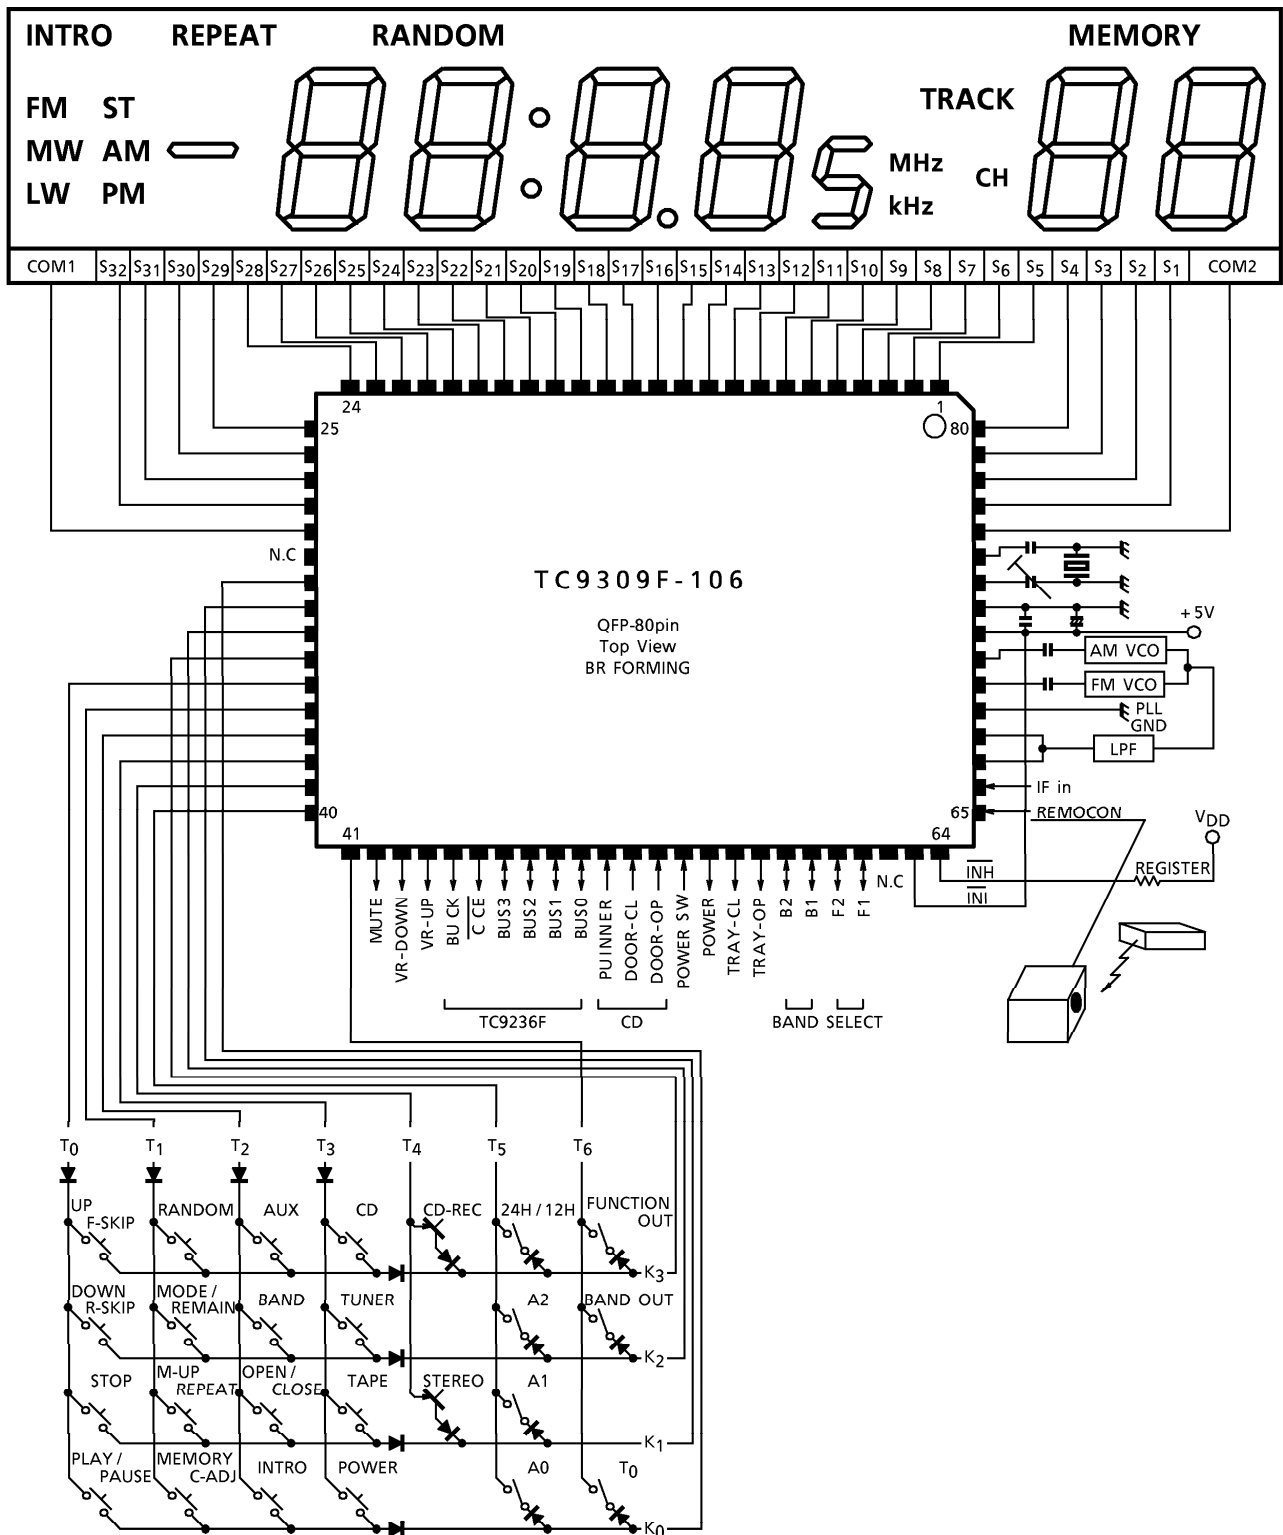 INTRO REPEAT RANDOM MEMORY
FM ST TRACK
MW AM MHz CH
LW PM kHz
COM1 S32 S31 S30 S29 S28 S27 S26 S25 S24 S23 S22 S21 S20 S19 S18 S17 S16 S15 S14 S13 S12 S11 S10 S9 S8 S7 S6 S5 S4 S3 S2 S1 COM2
24 1
25 80
N.C
TC9309F-106
QFP-80pin
Top View
BR FORMING
+5V
AM VCO
FM VCO
PLL
GND
LPF
IF in
40 65 REMOCON
41 64
VDD
N.C
INH REGISTER
INI
MUTE
VR-DOWN
VR-UP
BU CK
C CE
BUS3
BUS2
BUS1
BUS0
PUINNER
DOOR-CL
DOOR-OP
POWER SW
POWER
TRAY-CL
TRAY-OP
B2
B1
F2
F1
TC9236F CD BAND SELECT
T0 T1 T2 T3 T4 T5 T6
UP RANDOM AUX CD CD-REC 24H / 12H FUNCTION
F-SKIP OUT
K3
DOWN MODE / BAND TUNER A2 BAND OUT
R-SKIP REMAIN
K2
STOP M-UP OPEN / TAPE STEREO A1
REPEAT CLOSE
K1
PLAY / MEMORY INTRO POWER A0 T0
PAUSE C-ADJ
K0